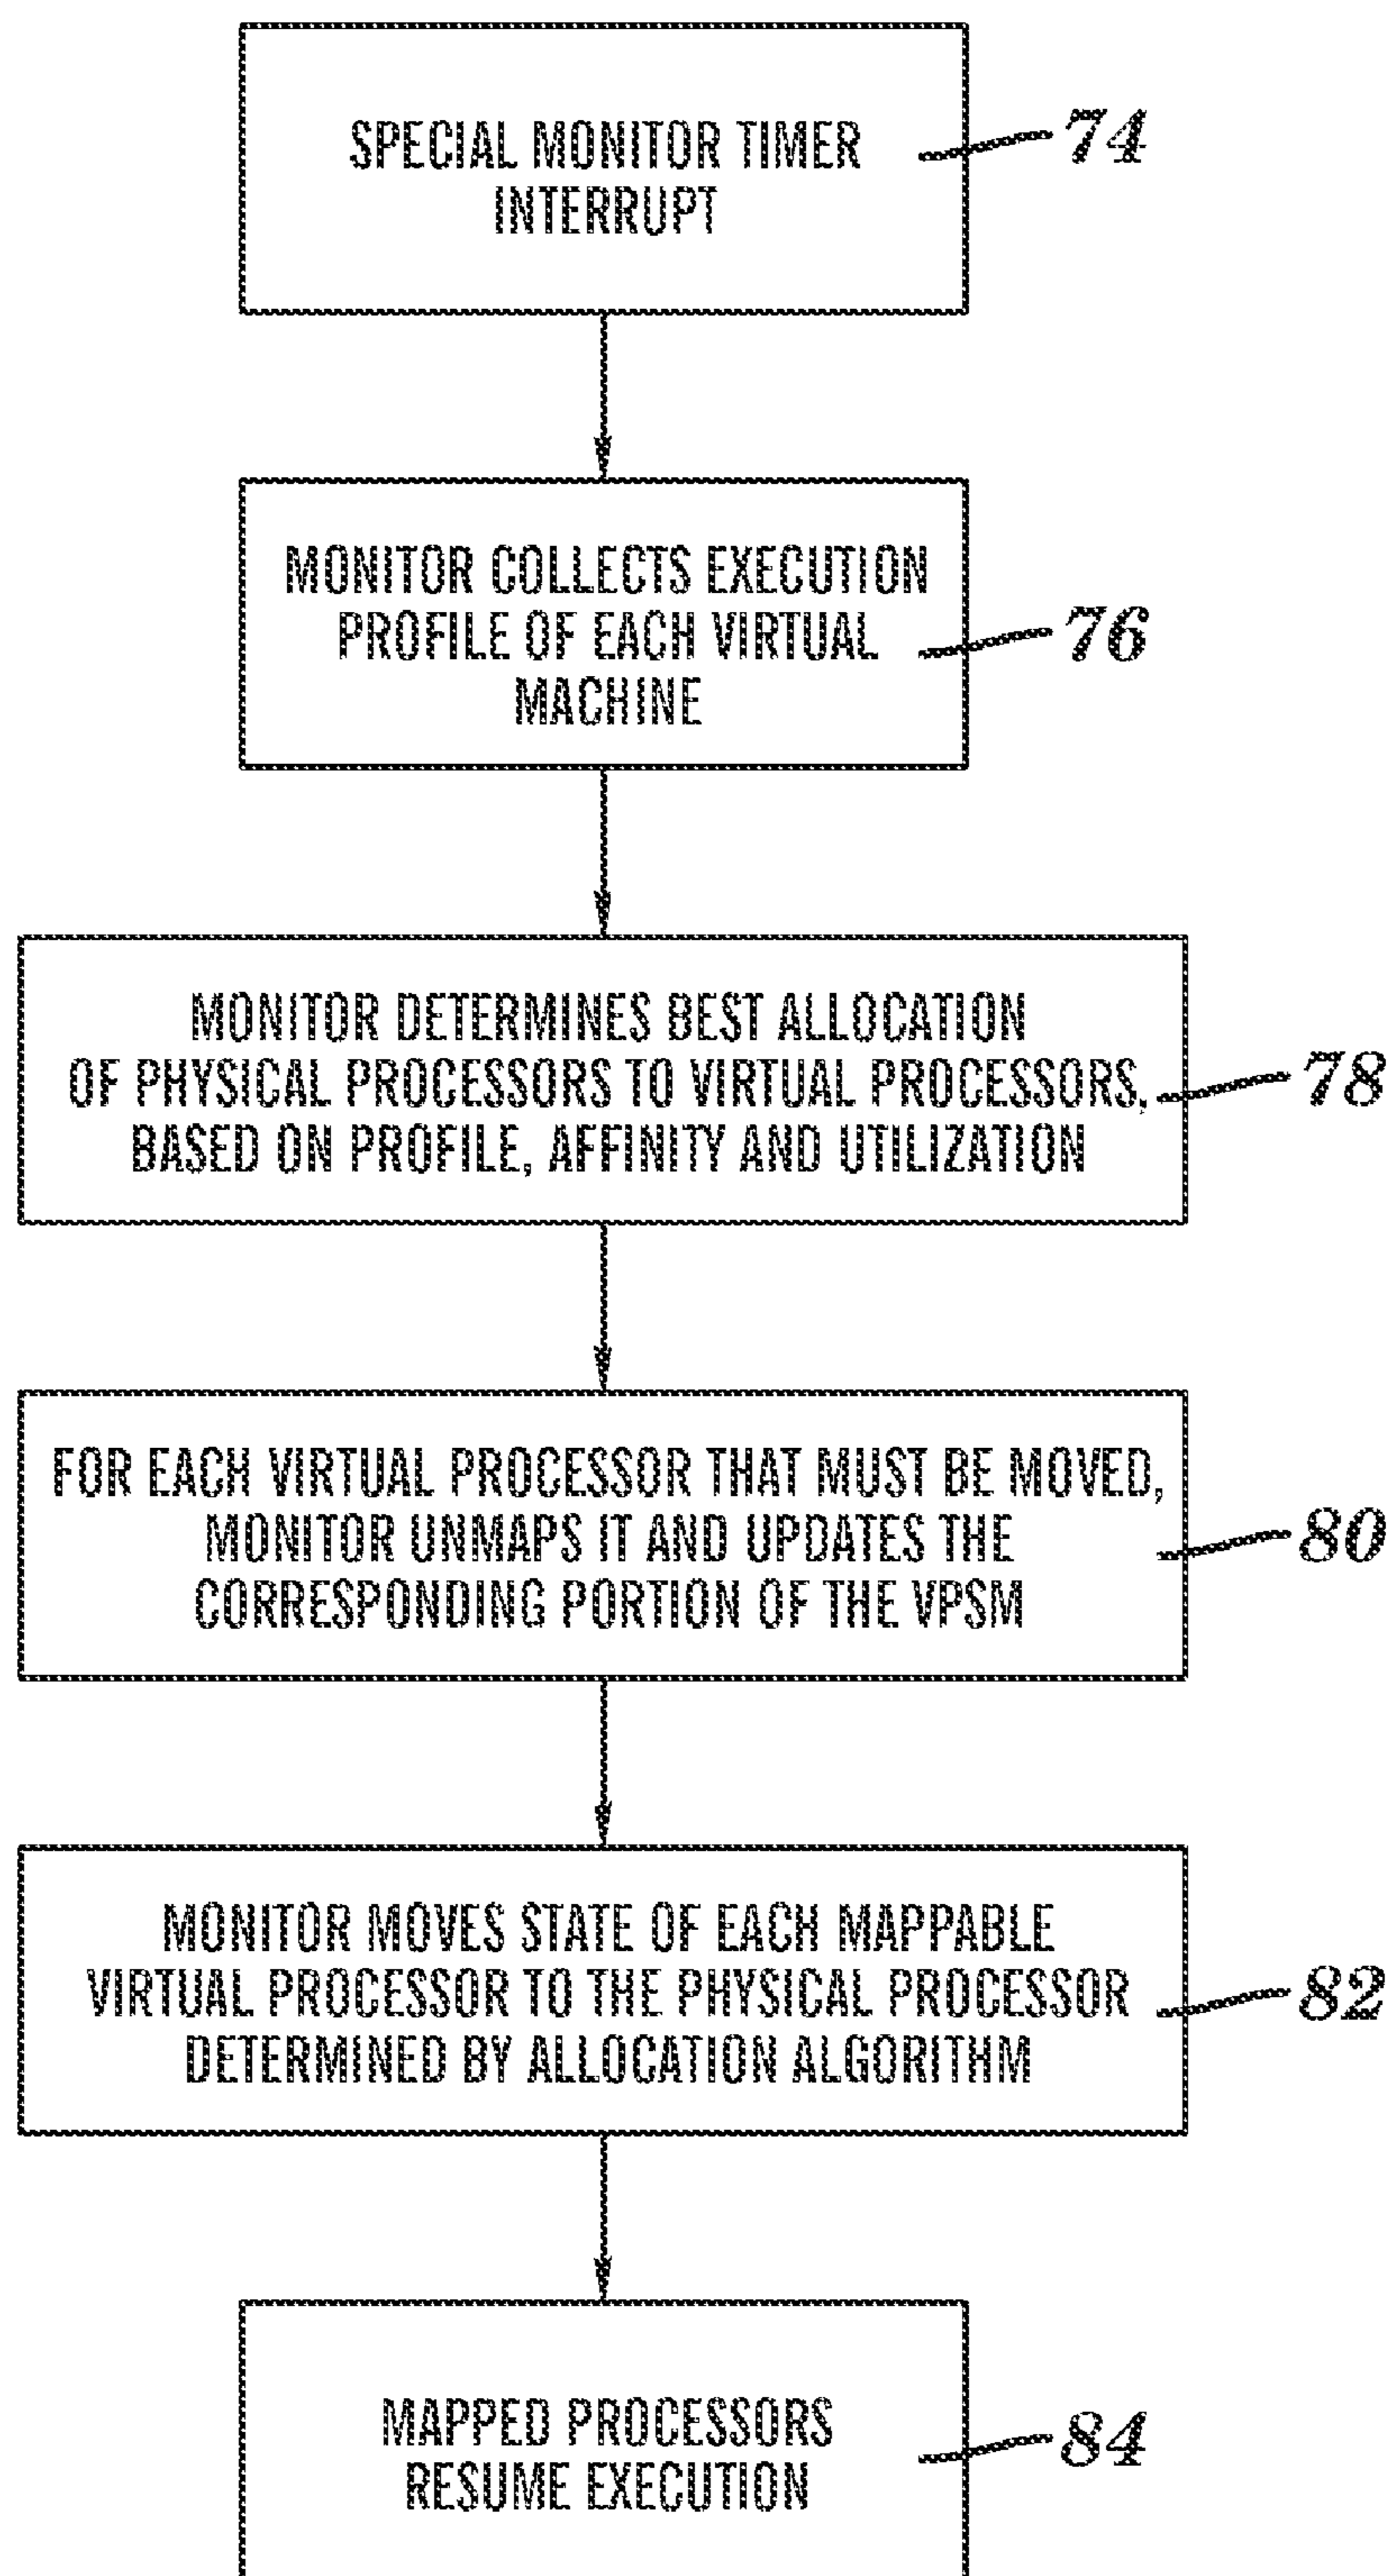 SPECIAL MONITOR TIMER
INTERRUPT
74
MONITOR COLLECTS EXECUTION
PROFILE OF EACH VIRTUAL
MACHINE
76
MONITOR DETERMINES BEST ALLOCATION
OF PHYSICAL PROCESSORS TO VIRTUAL PROCESSORS,
BASED ON PROFILE, AFFINITY AND UTILIZATION
78
FOR EACH VIRTUAL PROCESSOR THAT MUST BE MOVED,
MONITOR UNMAPS IT AND UPDATES THE
CORRESPONDING PORTION OF THE VPSM
80
MONITOR MOVES STATE OF EACH MAPPABLE
VIRTUAL PROCESSOR TO THE PHYSICAL PROCESSOR
DETERMINED BY ALLOCATION ALGORITHM
82
MAPPED PROCESSORS
RESUME EXECUTION
84